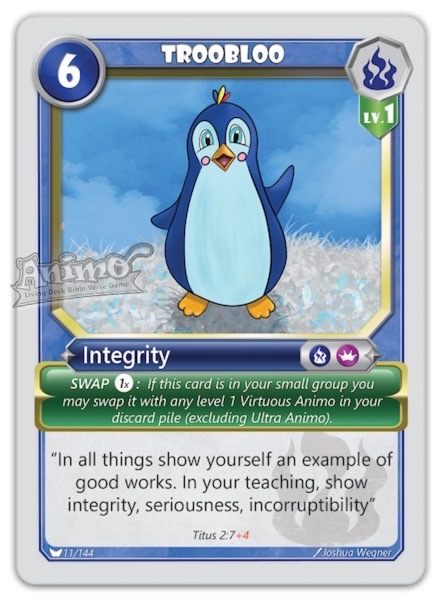 TROOBLOO
6
LV.1
Animo
Living Deck Bible Verse Game
Integrity
SWAP 1x : If this card is in your small group you
may swap it with any level 1 Virtuous Animo in your
discard pile (excluding Ultra Animo).
“In all things show yourself an example of
good works. In your teaching, show
integrity, seriousness, incorruptibility”
Titus 2:7+4
11/144
Joshua Wegner